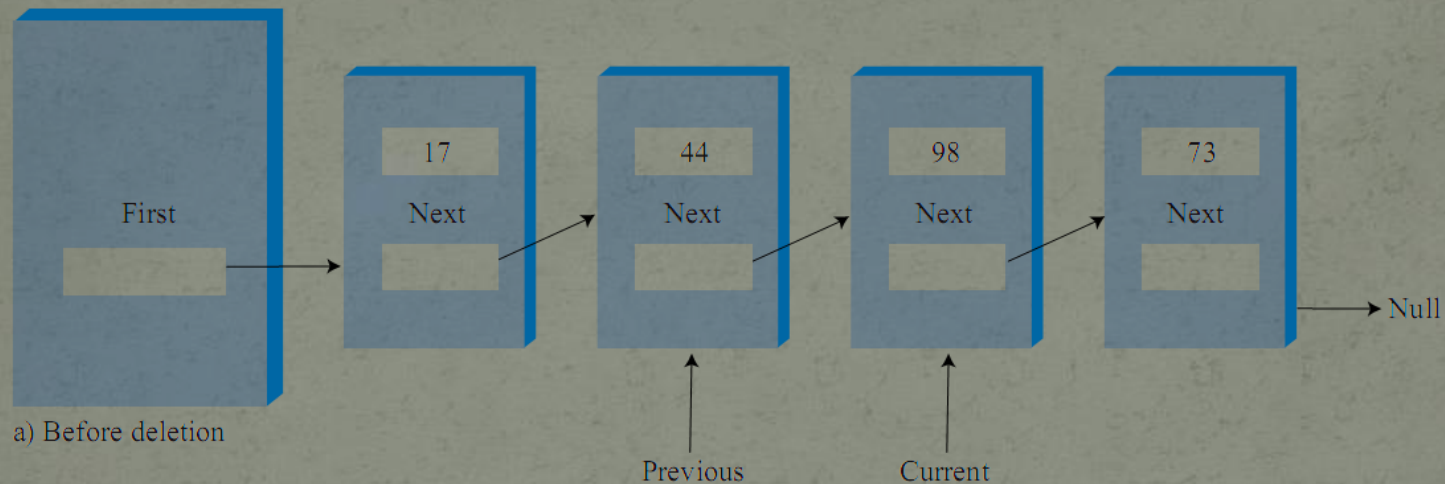 17
44
98
73
First
Next
Next
Next
Next
Null
a) Before deletion
Previous
Current